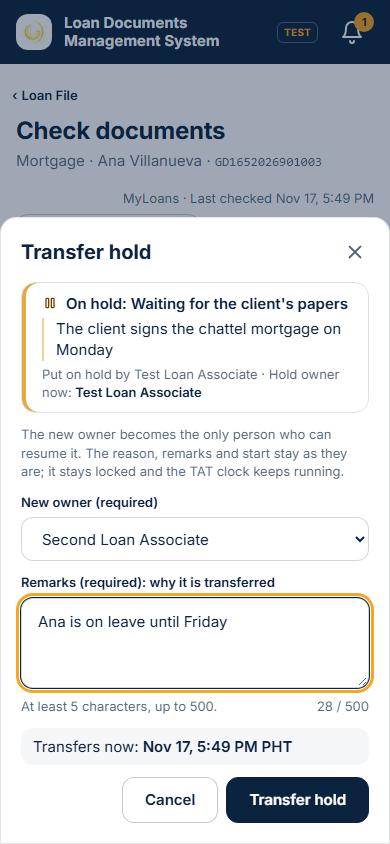 Loan Documents
Management System
TEST
1
‹ Loan File
Check documents
Mortgage · Ana Villanueva · GD1652026901003
MyLoans · Last checked Nov 17, 5:49 PM
Transfer hold
On hold: Waiting for the client's papers
The client signs the chattel mortgage on
Monday
Put on hold by Test Loan Associate · Hold owner
now: Test Loan Associate
The new owner becomes the only person who can
resume it. The reason, remarks and start stay as they
are; it stays locked and the TAT clock keeps running.
New owner (required)
Second Loan Associate
Remarks (required): why it is transferred
Ana is on leave until Friday
At least 5 characters, up to 500.
28 / 500
Transfers now: Nov 17, 5:49 PM PHT
Cancel
Transfer hold